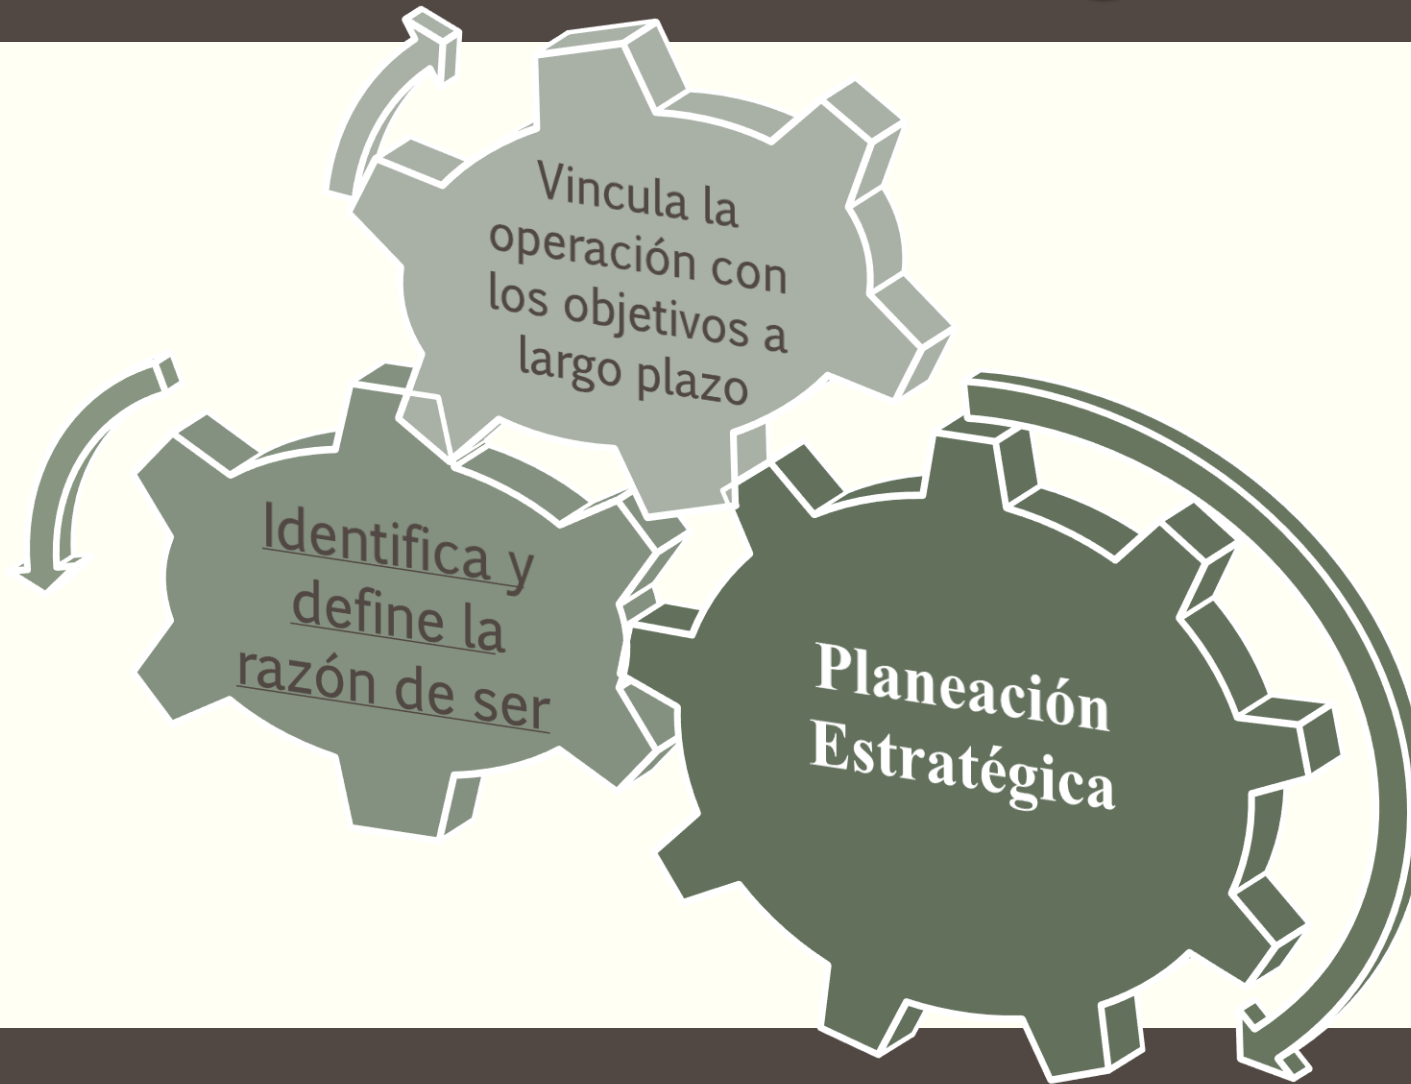 Vincula la
operación con
los objetivos a
largo plazo
Identifica y
define la
razón de ser
Planeación
Estratégica